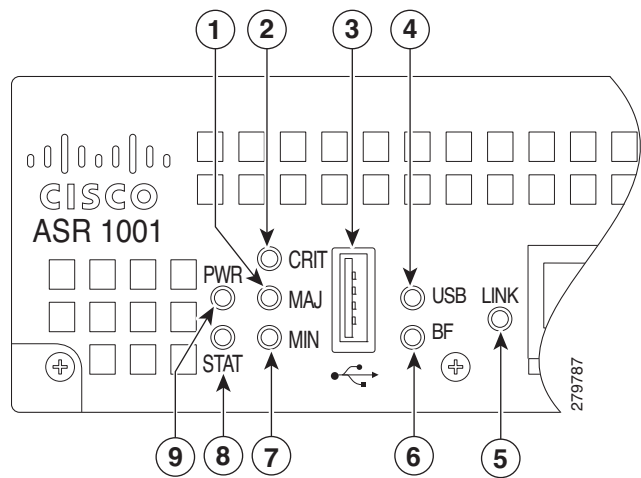 1 2 3 4
CISCO
ASR 1001
CRIT
PWR MAJ USB LINK
MIN BF
STAT
279787
9 8 7 6 5